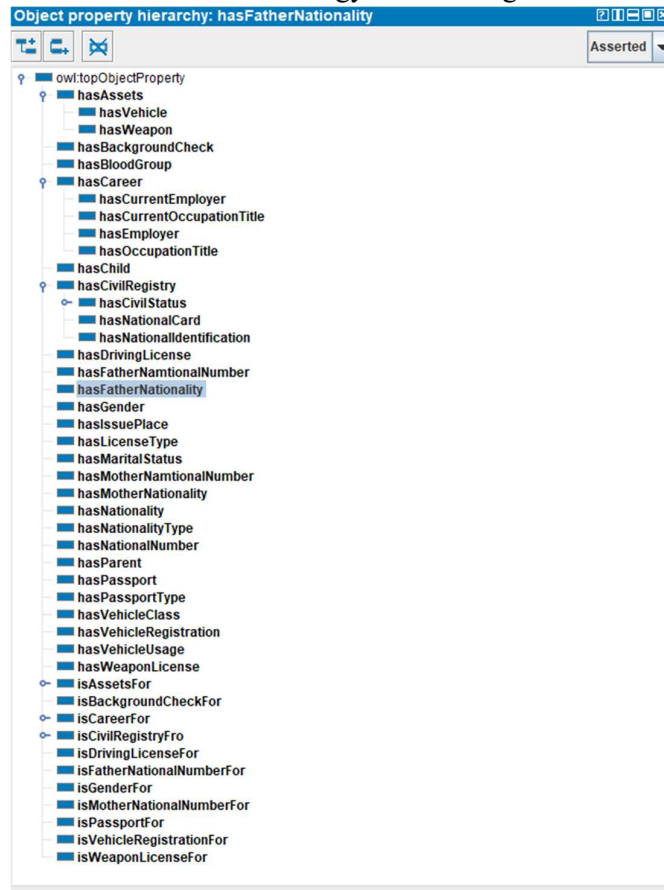 Object property hierarchy: hasFatherNationality
Asserted
owl:topObjectProperty
hasAssets
hasVehicle
hasWeapon
hasBackgroundCheck
hasBloodGroup
hasCareer
hasCurrentEmployer
hasCurrentOccupationTitle
hasEmployer
hasOccupationTitle
hasChild
hasCivilRegistry
hasCivilStatus
hasNationalCard
hasNationalIdentification
hasDrivingLicense
hasFatherNamtionalNumber
hasFatherNationality
hasGender
hasIssuePlace
hasLicenseType
hasMaritalStatus
hasMotherNamtionalNumber
hasMotherNationality
hasNationality
hasNationalityType
hasNationalNumber
hasParent
hasPassport
hasPassportType
hasVehicleClass
hasVehicleRegistration
hasVehicleUsage
hasWeaponLicense
isAssetsFor
isBackgroundCheckFor
isCareerFor
isCivilRegistryFro
isDrivingLicenseFor
isFatherNationalNumberFor
isGenderFor
isMotherNationalNumberFor
isPassportFor
isVehicleRegistrationFor
isWeaponLicenseFor